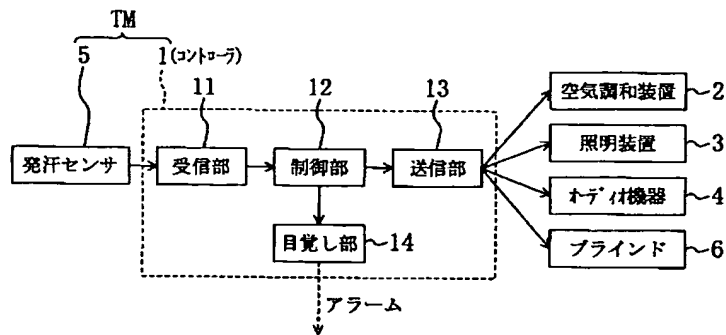 TM
5 1(コントローラ)
11 12 13
発汗センサ
受信部
制御部
送信部
目覚し部
14
アラーム
空気調和装置
2
照明装置
3
オーディオ機器
4
ブラインド
6